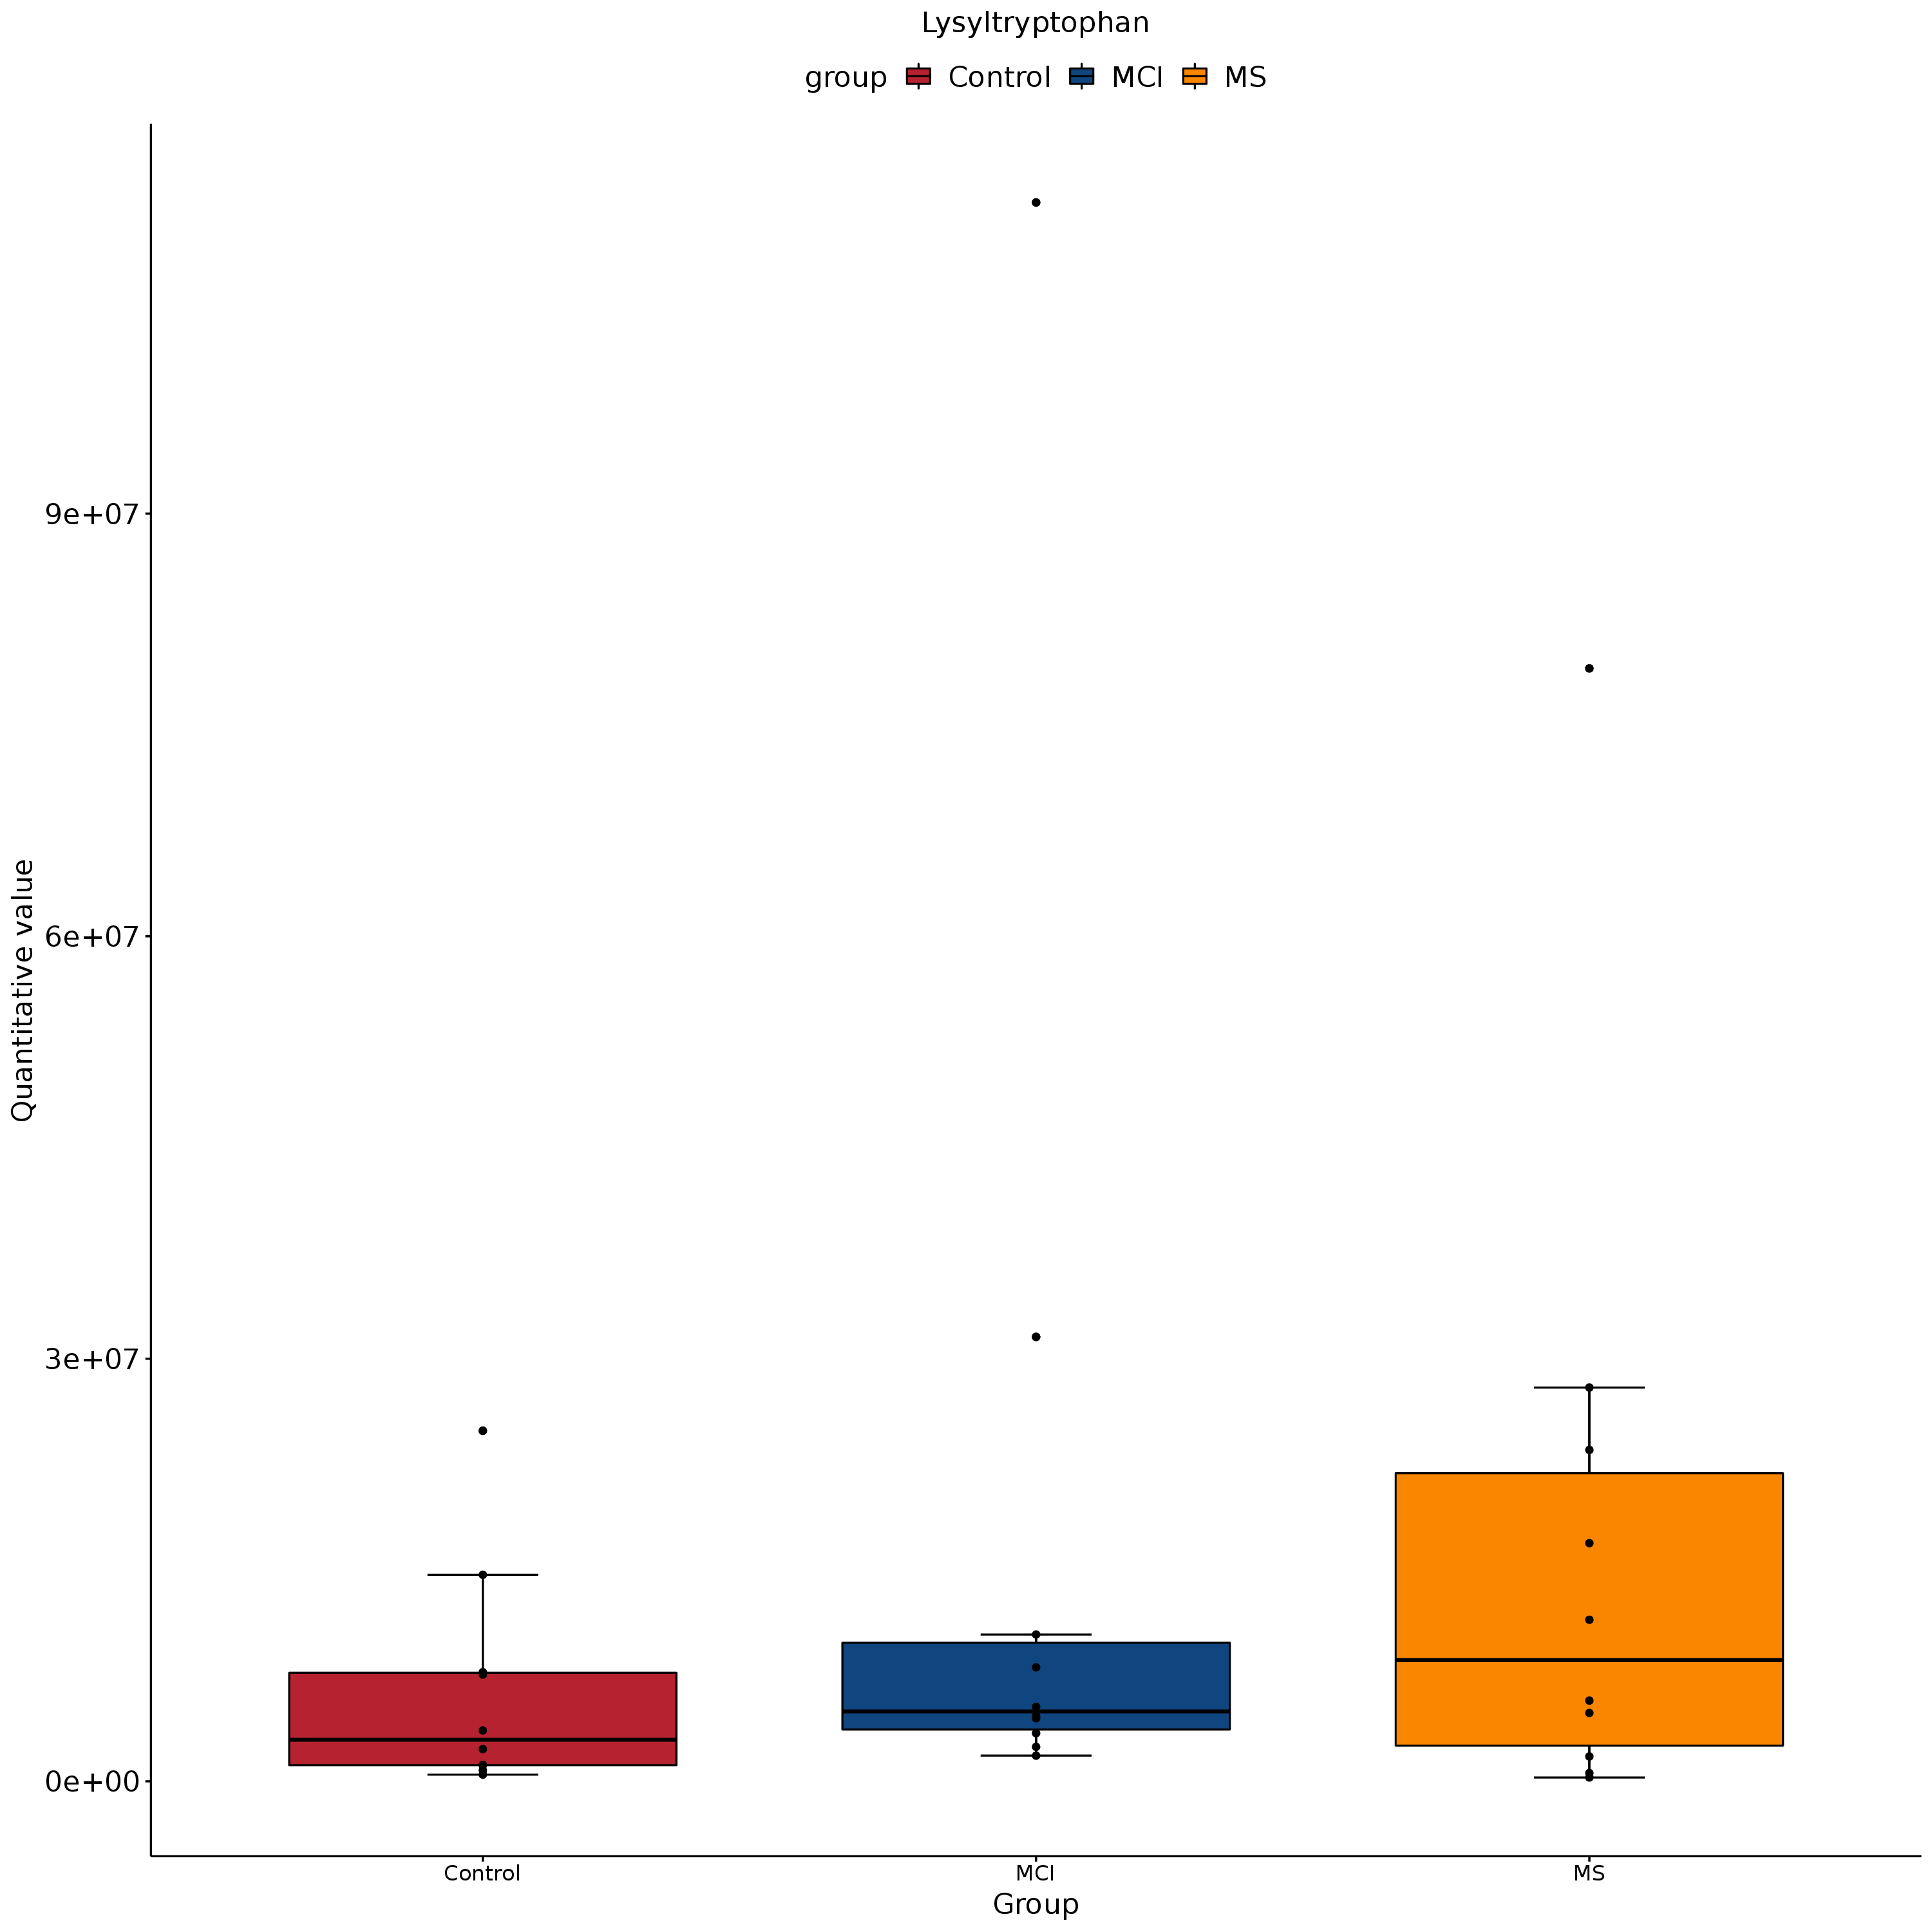 Lysyltryptophan
group Control MCI MS
9e+07
6e+07
3e+07
0e+00
Quantitative value
Control MCI MS
Group